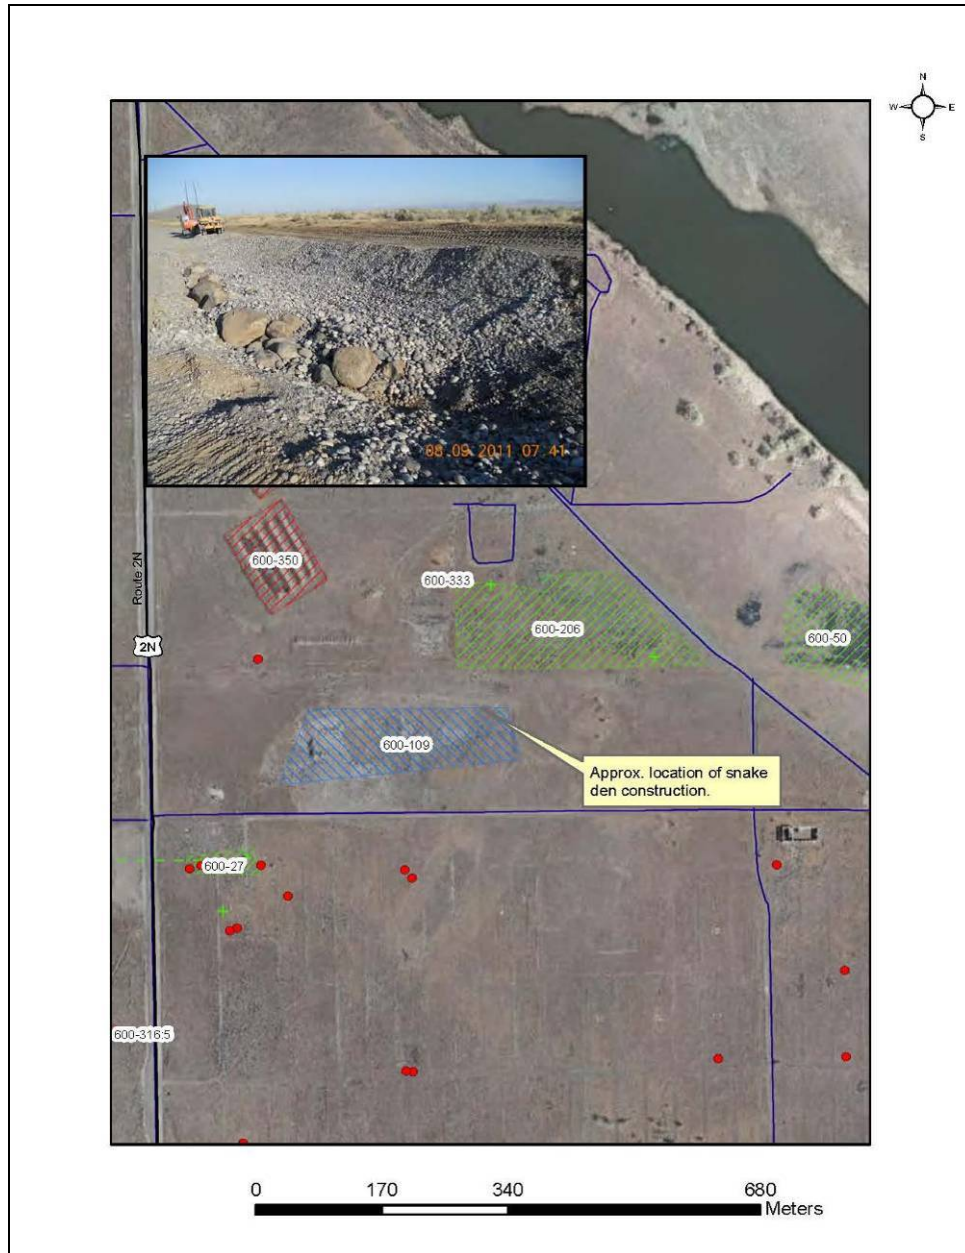 N
W E
S
08.09.2011 07:41
600-350
Route 2N
600-333
600-206
2N
600-50
600-109
Approx. location of snake
den construction.
600-27
600-316:5
0 170 340 680
Meters